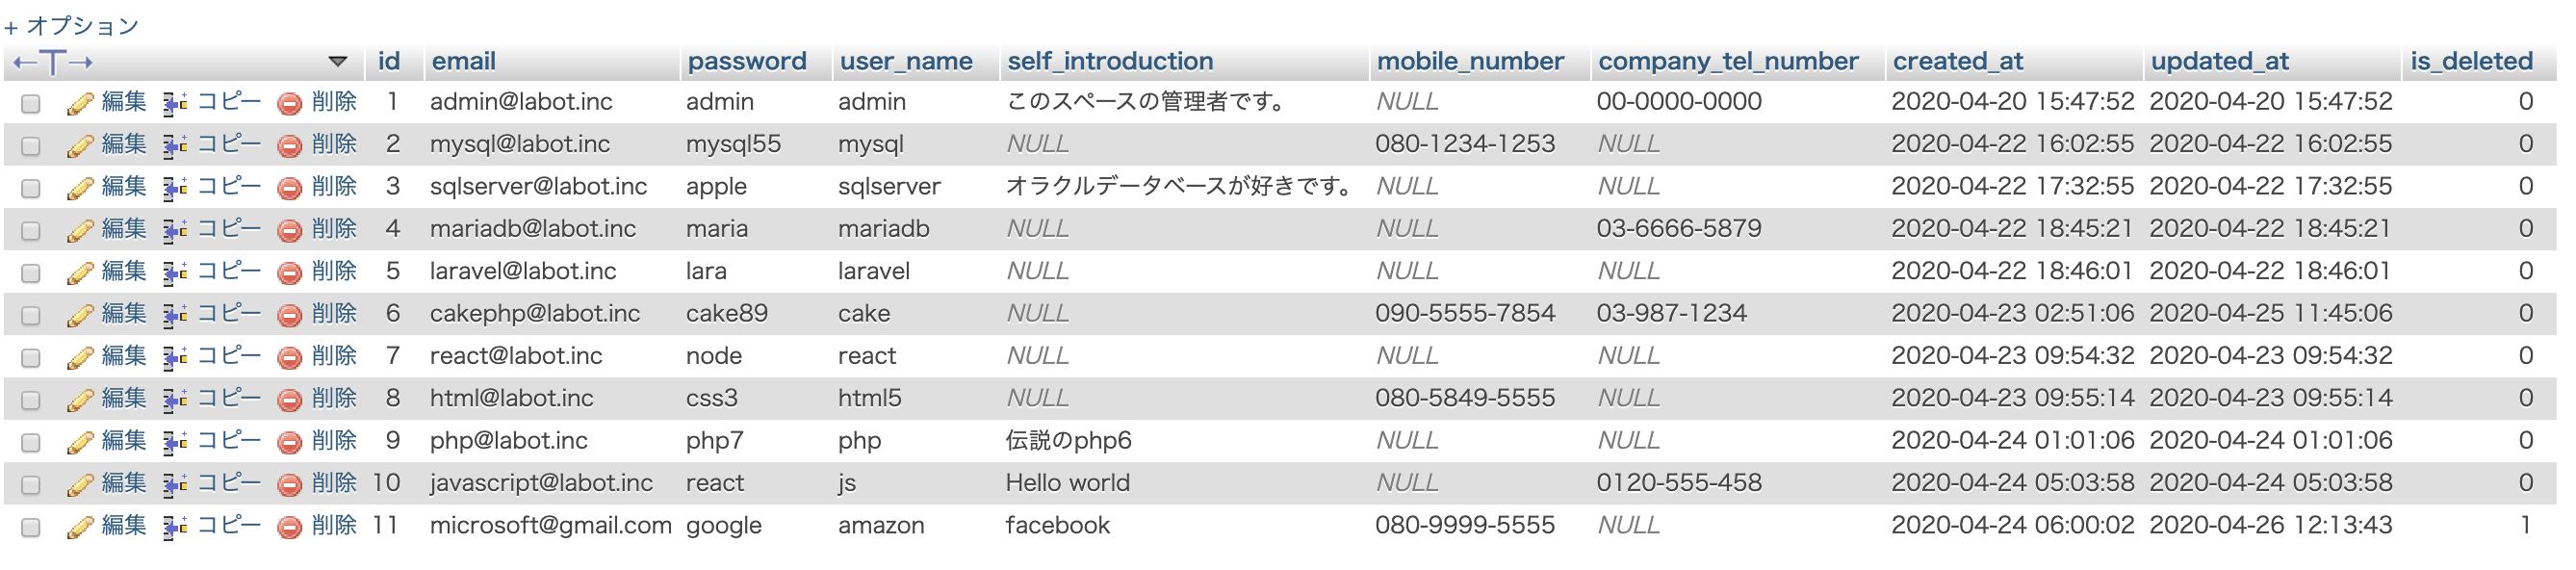 + オプション
←T→ ▼ id email password user_name self_introduction mobile_number company_tel_number created_at updated_at is_deleted
編集 コピー 削除 1 admin@labot.inc admin admin このスペースの管理者です。 NULL 00-0000-0000 2020-04-20 15:47:52 2020-04-20 15:47:52 0
編集 コピー 削除 2 mysql@labot.inc mysql55 mysql NULL 080-1234-1253 NULL 2020-04-22 16:02:55 2020-04-22 16:02:55 0
編集 コピー 削除 3 sqlserver@labot.inc apple sqlserver オラクルデータベースが好きです。 NULL NULL 2020-04-22 17:32:55 2020-04-22 17:32:55 0
編集 コピー 削除 4 mariadb@labot.inc maria mariadb NULL NULL 03-6666-5879 2020-04-22 18:45:21 2020-04-22 18:45:21 0
編集 コピー 削除 5 laravel@labot.inc lara laravel NULL NULL NULL 2020-04-22 18:46:01 2020-04-22 18:46:01 0
編集 コピー 削除 6 cakephp@labot.inc cake89 cake NULL 090-5555-7854 03-987-1234 2020-04-23 02:51:06 2020-04-25 11:45:06 0
編集 コピー 削除 7 react@labot.inc node react NULL NULL NULL 2020-04-23 09:54:32 2020-04-23 09:54:32 0
編集 コピー 削除 8 html@labot.inc css3 html5 NULL 080-5849-5555 NULL 2020-04-23 09:55:14 2020-04-23 09:55:14 0
編集 コピー 削除 9 php@labot.inc php7 php 伝説のphp6 NULL NULL 2020-04-24 01:01:06 2020-04-24 01:01:06 0
編集 コピー 削除 10 javascript@labot.inc react js Hello world NULL 0120-555-458 2020-04-24 05:03:58 2020-04-24 05:03:58 0
編集 コピー 削除 11 microsoft@gmail.com google amazon facebook 080-9999-5555 NULL 2020-04-24 06:00:02 2020-04-26 12:13:43 1